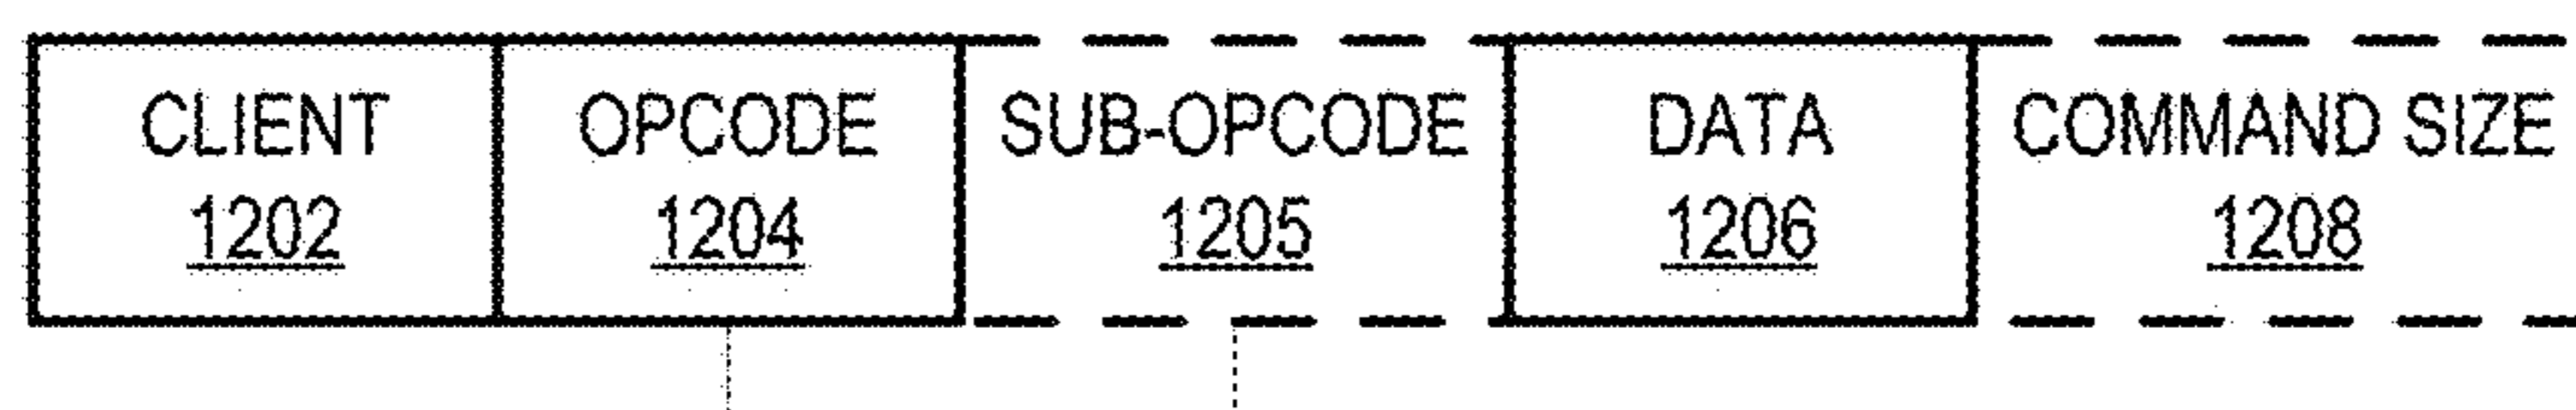 CLIENT OPCODE SUB-OPCODE DATA COMMAND SIZE
1202 1204 1205 1206 1208